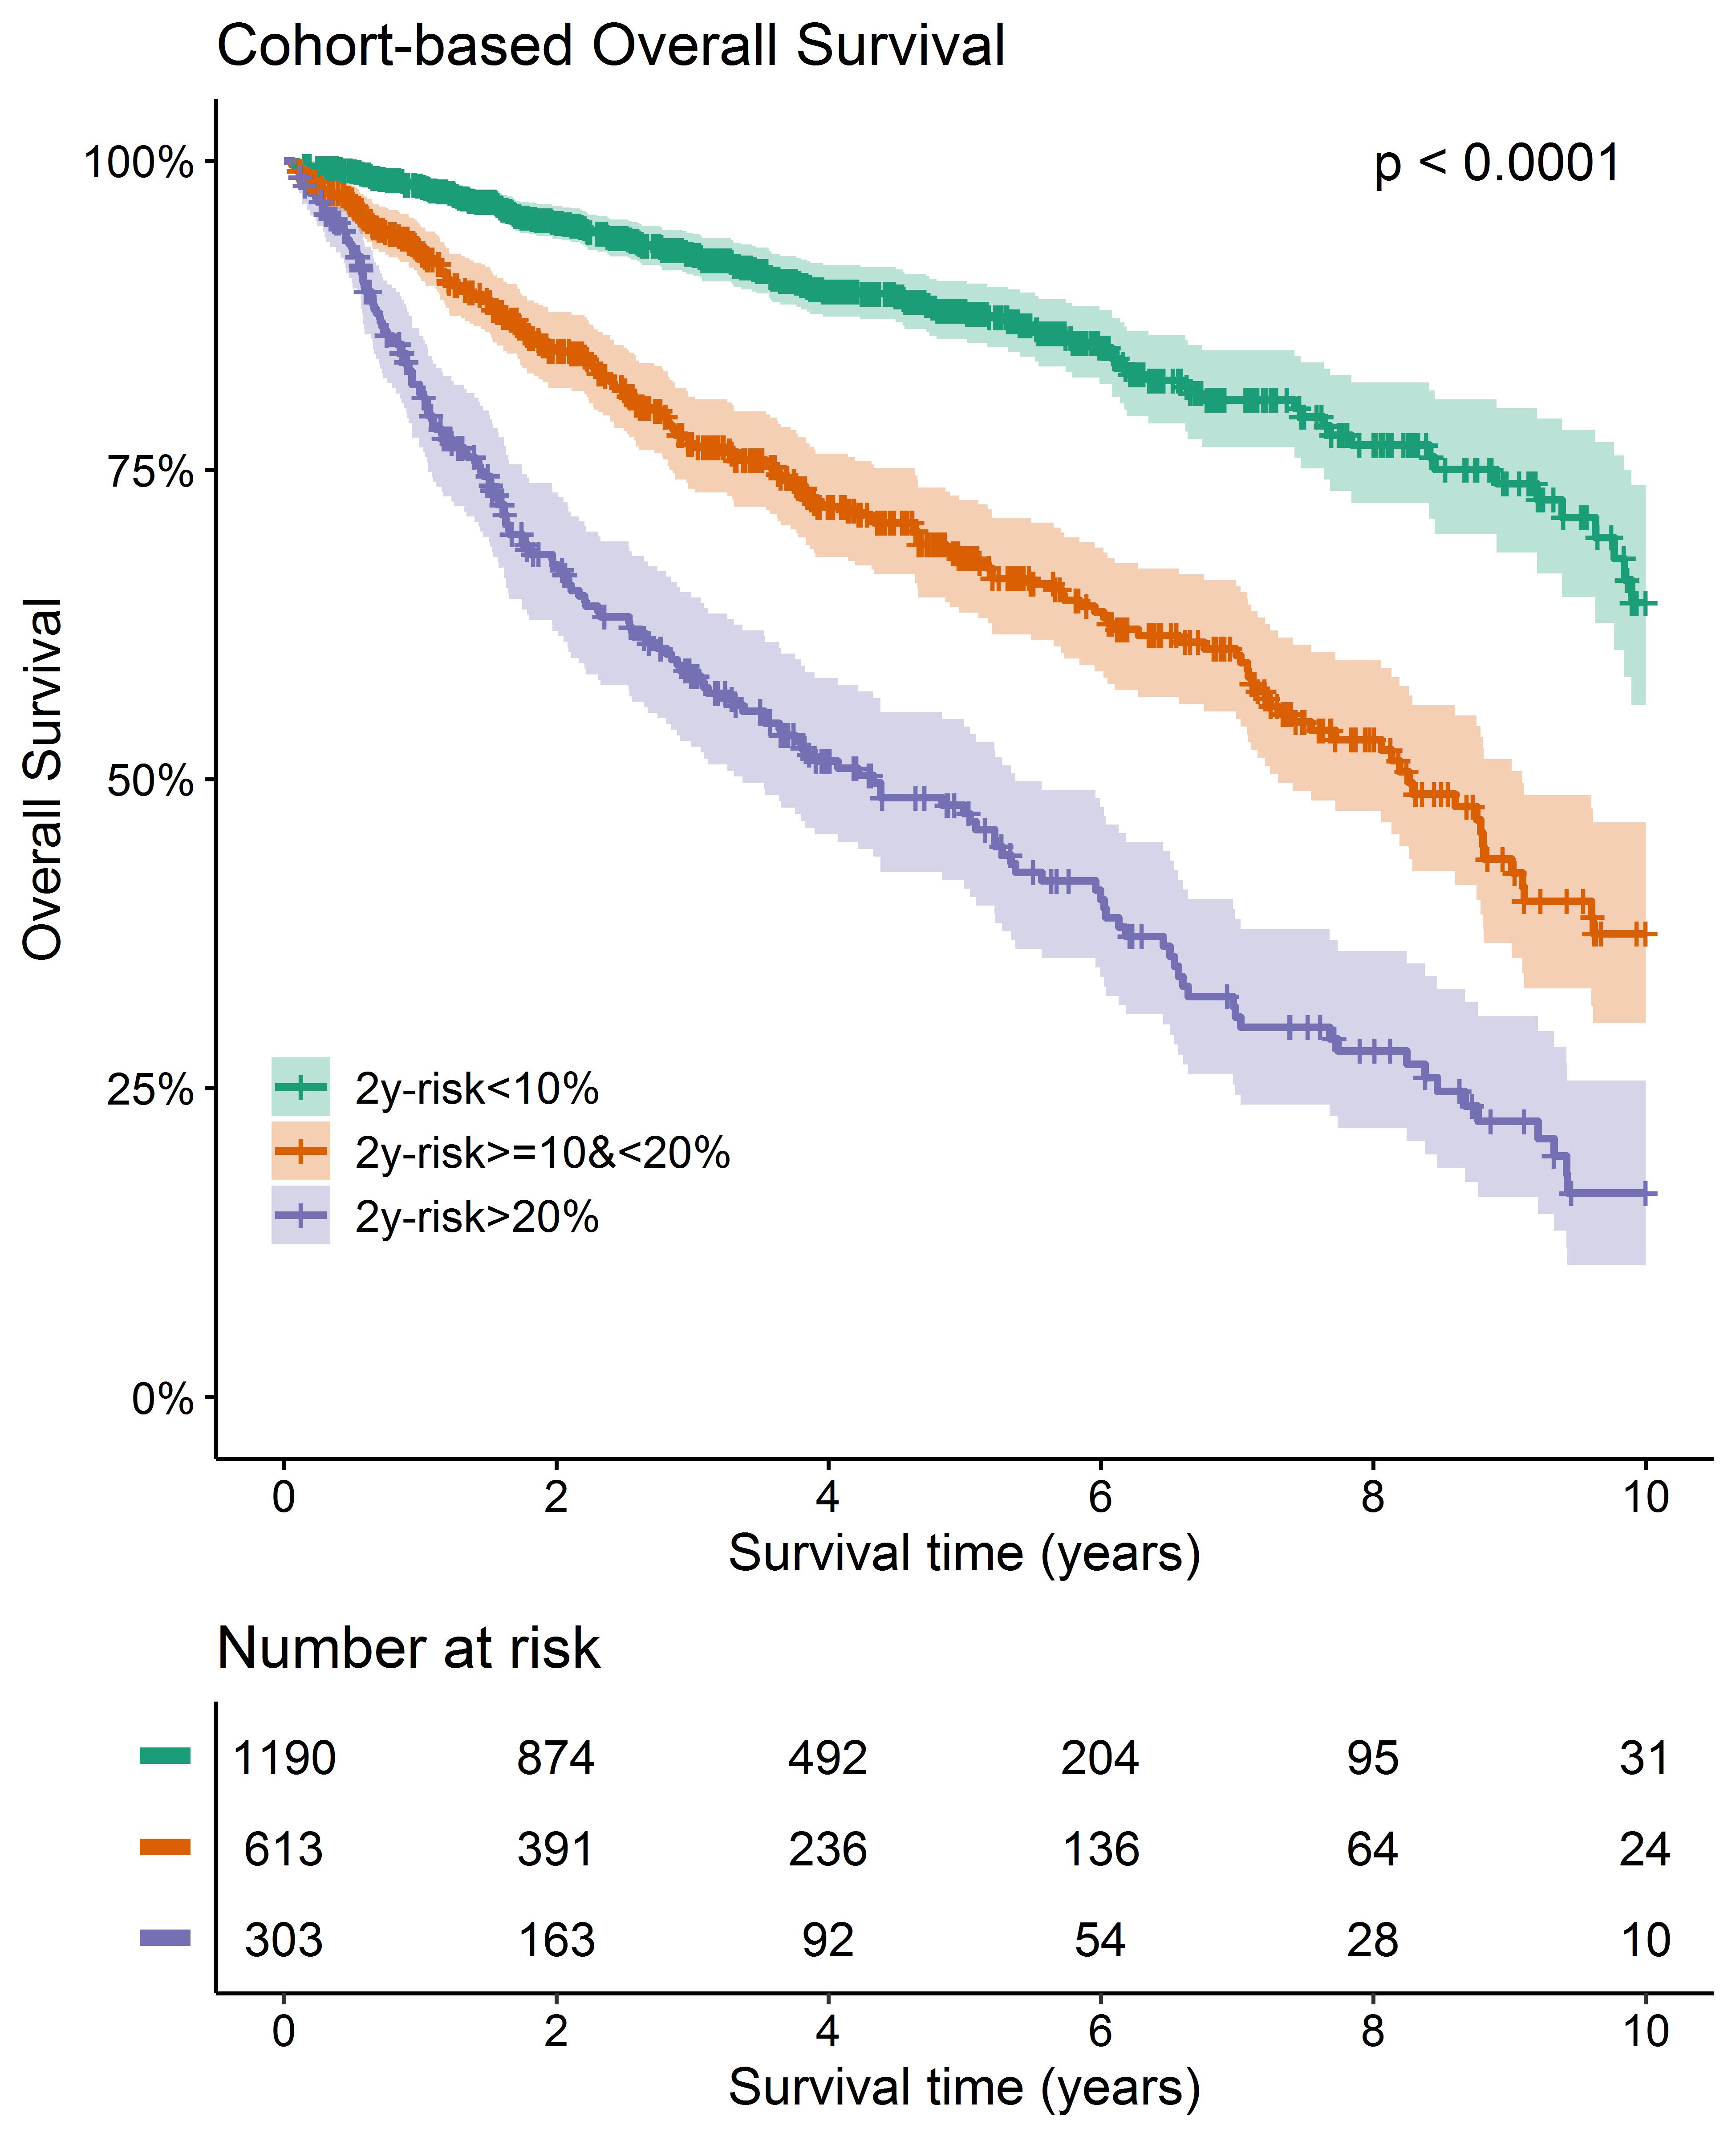 Cohort-based Overall Survival
p < 0.0001
100%
75%
50%
25%
0%
Overall Survival
2y-risk<10%
2y-risk>=10&<20%
2y-risk>20%
0 2 4 6 8 10
Survival time (years)
Number at risk
1190 874 492 204 95 31
613 391 236 136 64 24
303 163 92 54 28 10
0 2 4 6 8 10
Survival time (years)